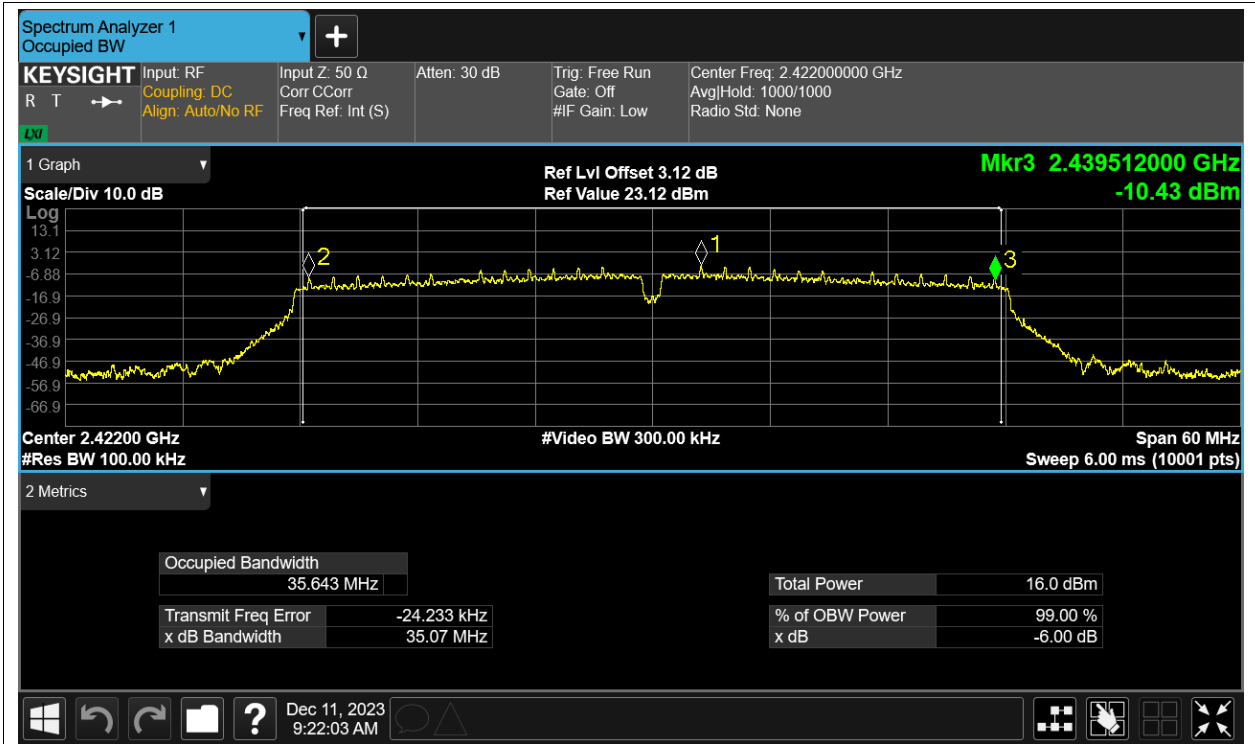 Spectrum Analyzer 1
Occupied BW
KEYSIGHT
R T
LXI
Input: RF
Coupling: DC
Align: Auto/No RF
Input Z: 50 Ω
Corr CCorr
Freq Ref: Int (S)
Atten: 30 dB
Trig: Free Run
Gate: Off
#IF Gain: Low
Center Freq: 2.422000000 GHz
Avg|Hold: 1000/1000
Radio Std: None
1 Graph
Scale/Div 10.0 dB
Ref Lvl Offset 3.12 dB
Ref Value 23.12 dBm
Mkr3 2.439512000 GHz
-10.43 dBm
Log
13.1
3.12
-6.88
-16.9
-26.9
-36.9
-46.9
-56.9
-66.9
2
1
3
Center 2.42200 GHz
#Res BW 100.00 kHz
#Video BW 300.00 kHz
Span 60 MHz
Sweep 6.00 ms (10001 pts)
2 Metrics
Occupied Bandwidth
35.643 MHz
Transmit Freq Error -24.233 kHz
x dB Bandwidth 35.07 MHz
Total Power 16.0 dBm
% of OBW Power 99.00 %
x dB -6.00 dB
?
Dec 11, 2023
9:22:03 AM